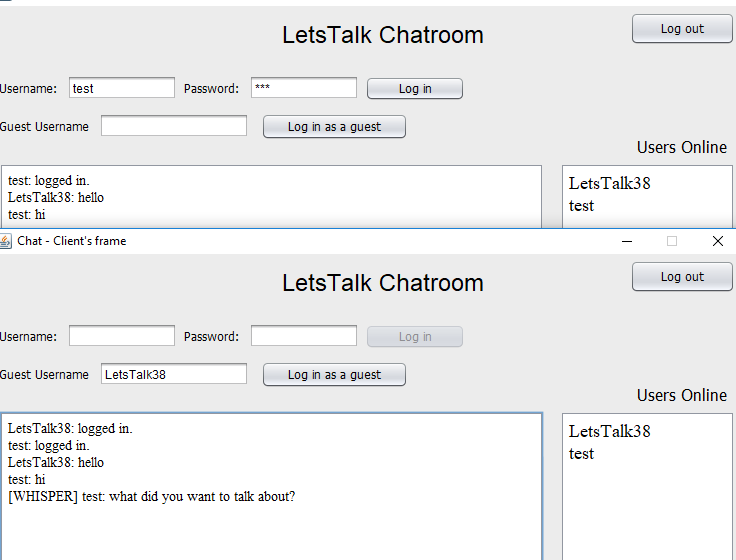 LetsTalk Chatroom
Log out
Username: test Password: *** Log in
Guest Username Log in as a guest
Users Online
test: logged in.
LetsTalk38: hello
test: hi
LetsTalk38
test
Chat - Client's frame
LetsTalk Chatroom
Log out
Username: Password: Log in
Guest Username LetsTalk38 Log in as a guest
Users Online
LetsTalk38: logged in.
test: logged in.
LetsTalk38: hello
test: hi
[WHISPER] test: what did you want to talk about?
LetsTalk38
test